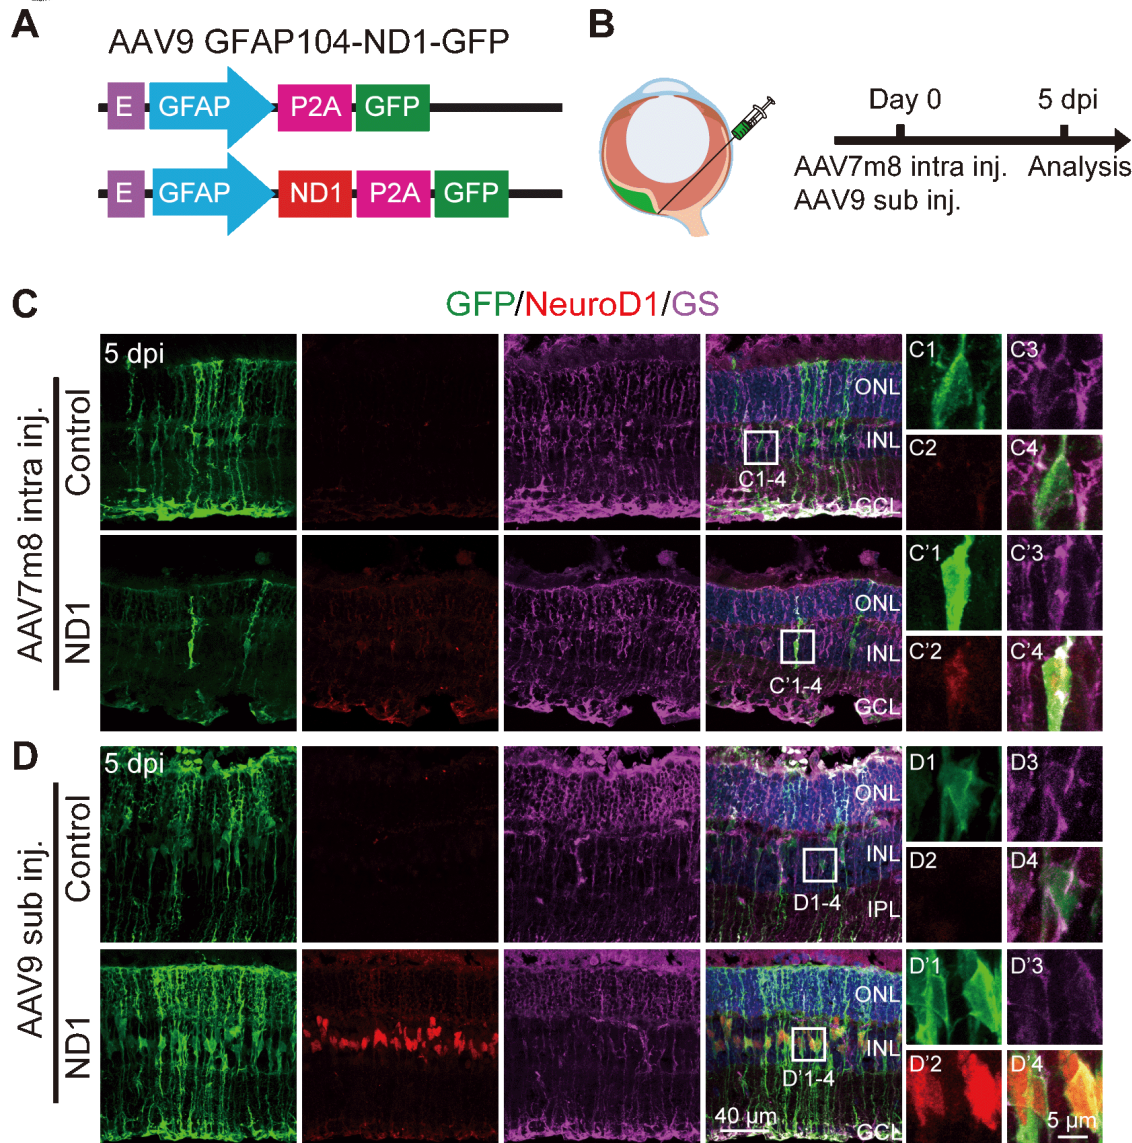 A
AAV9 GFAP104-ND1-GFP
E GFAP P2A GFP
E GFAP ND1 P2A GFP
B
Day 0 5 dpi
AAV7m8 intra inj. Analysis
AAV9 sub inj.
C
GFP/NeuroD1/GS
AAV7m8 intra inj.
Control
5 dpi
ONL
INL
C1-4
GCL
C1
C3
C2
C4
ND1
ONL
INL
C'1-4
GCL
C'1
C'3
C'2
C'4
D
AAV9 sub inj.
Control
5 dpi
ONL
INL
D1-4
IPL
D1
D3
D2
D4
ND1
ONL
INL
D'1-4
40 μm
GCL
D'1
D'3
D'2
D'4
5 μm